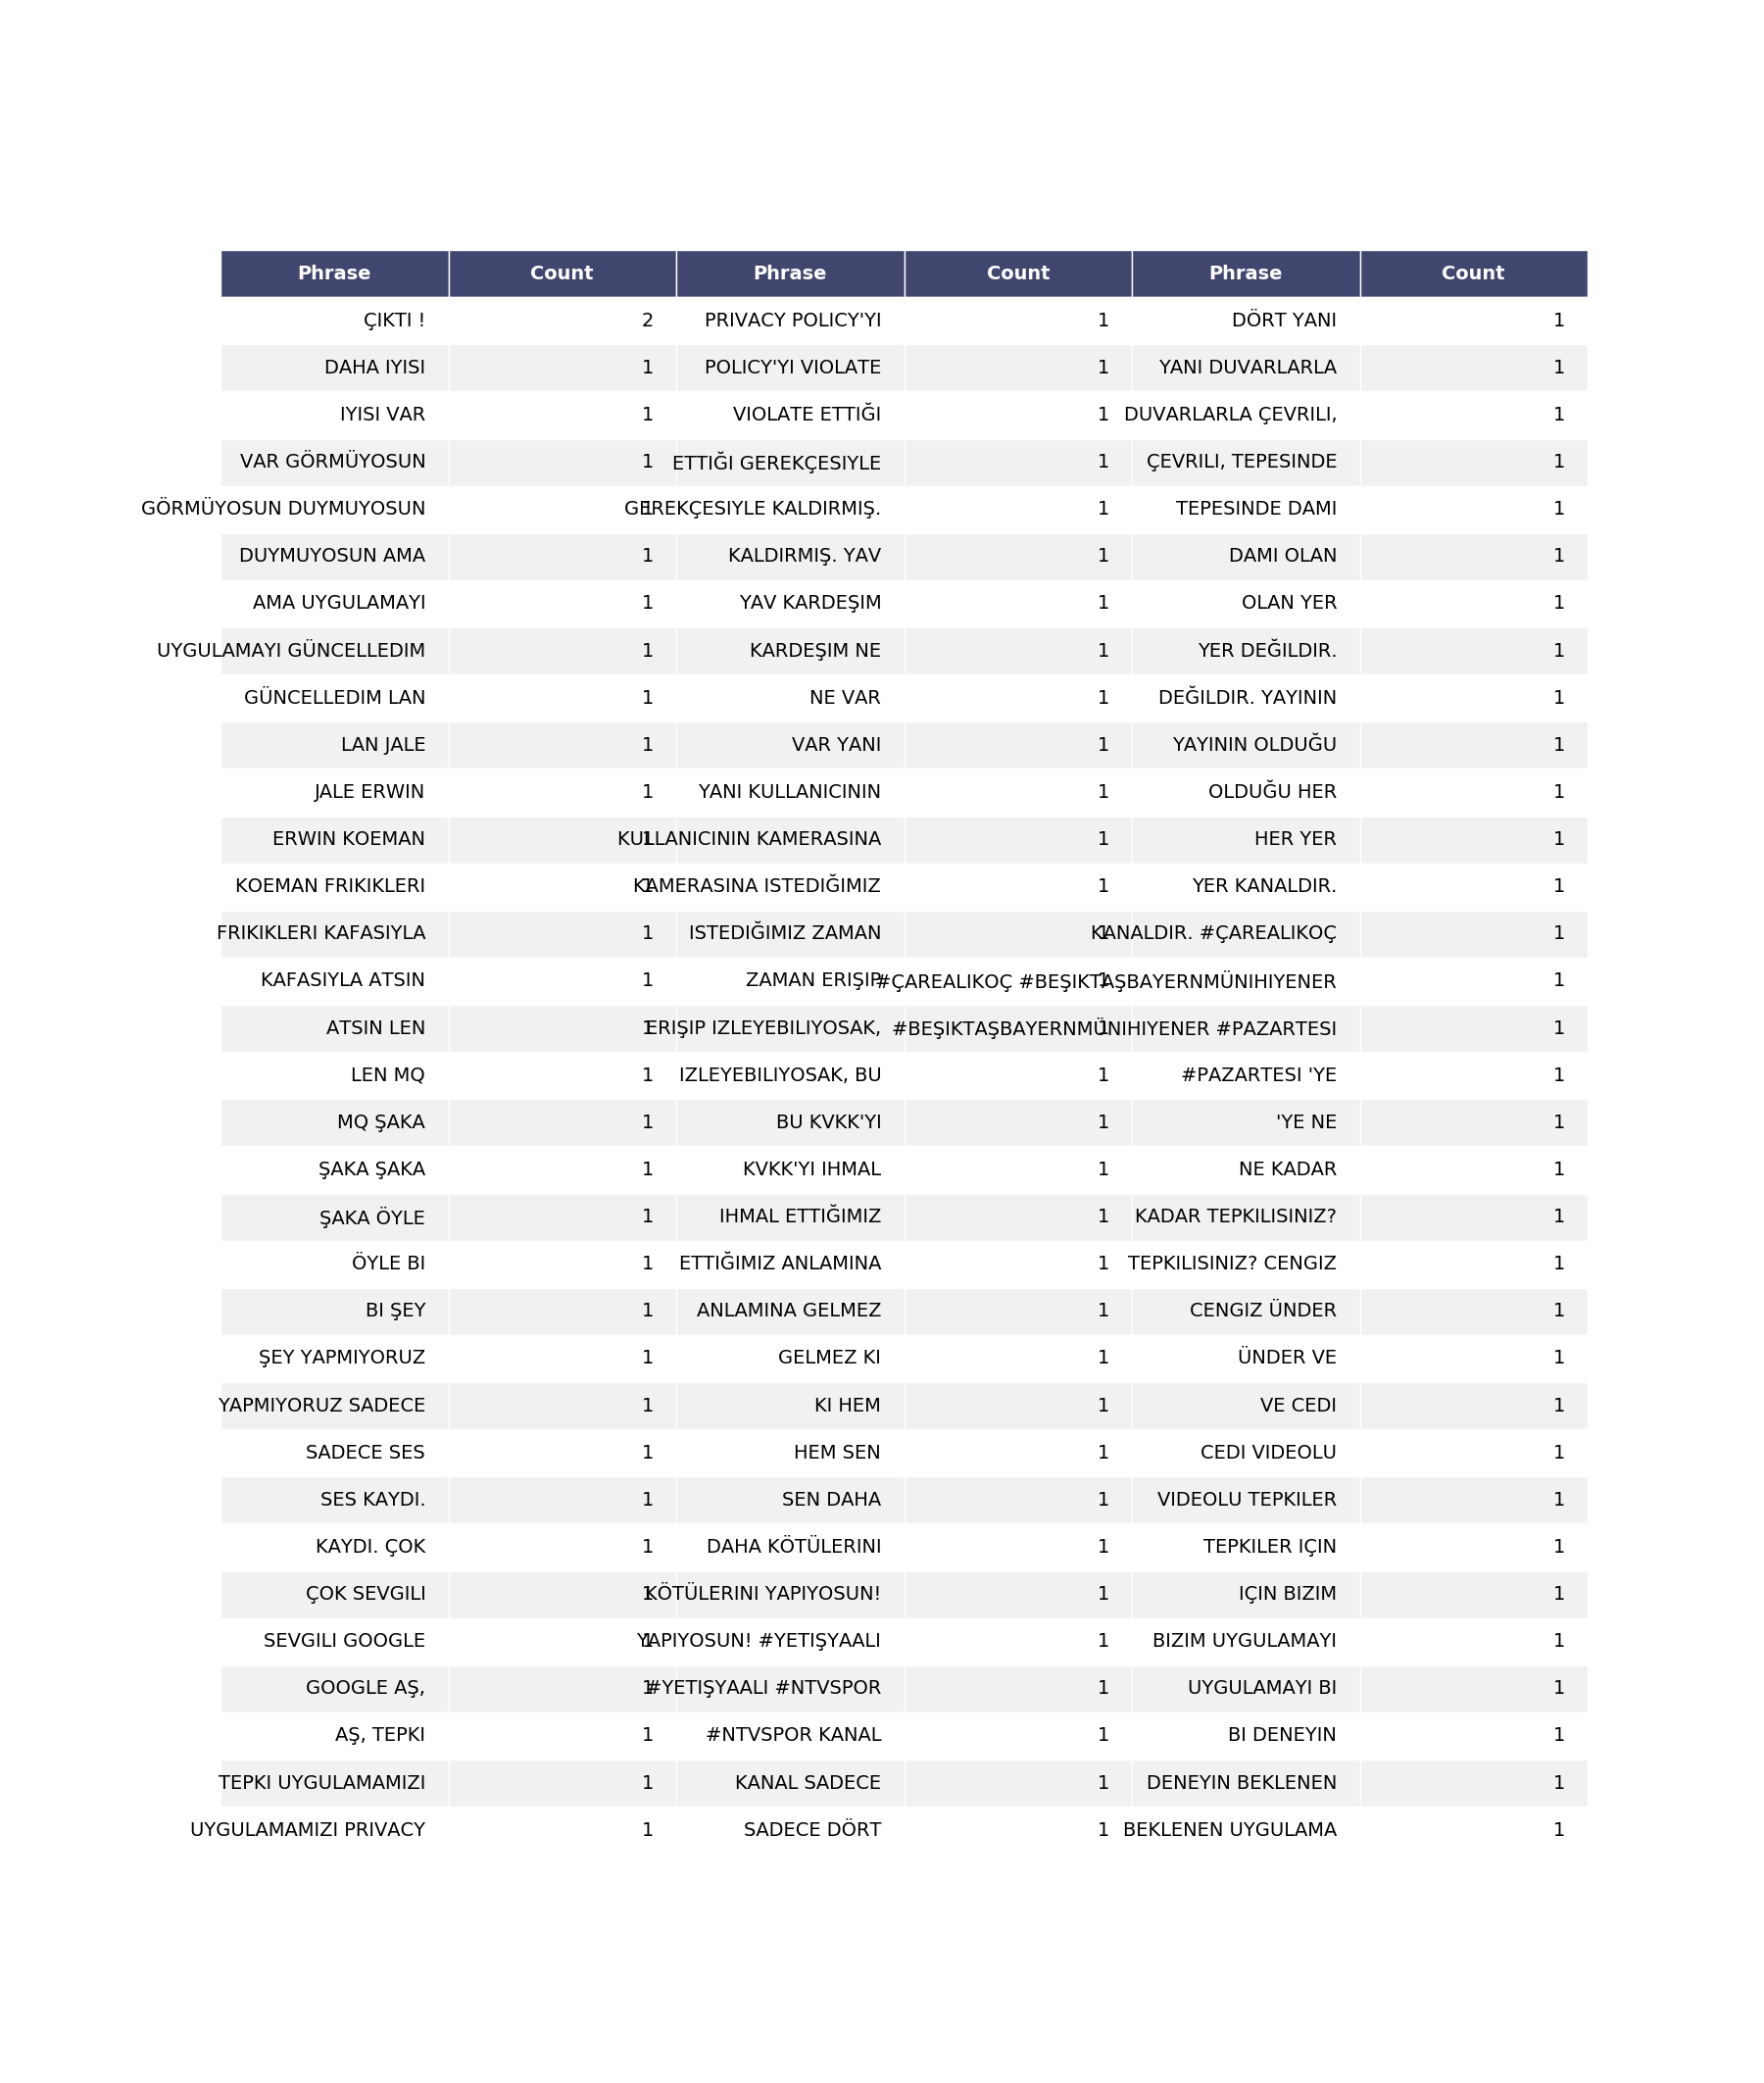 Phrase Count Phrase Count Phrase Count
ÇIKTI ! 2 PRIVACY POLICY'YI 1 DÖRT YANI 1
DAHA IYISI 1 POLICY'YI VIOLATE 1 YANI DUVARLARLA 1
IYISI VAR 1 VIOLATE ETTIĞI 1 DUVARLARLA ÇEVRILI, 1
VAR GÖRMÜYOSUN 1 ETTIĞI GEREKÇESIYLE 1 ÇEVRILI, TEPESINDE 1
GÖRMÜYOSUN DUYMUYOSUN 1 GEREKÇESIYLE KALDIRMIŞ. 1 TEPESINDE DAMI 1
DUYMUYOSUN AMA 1 KALDIRMIŞ. YAV 1 DAMI OLAN 1
AMA UYGULAMAYI 1 YAV KARDEŞIM 1 OLAN YER 1
UYGULAMAYI GÜNCELLEDIM 1 KARDEŞIM NE 1 YER DEĞILDIR. 1
GÜNCELLEDIM LAN 1 NE VAR 1 DEĞILDIR. YAYININ 1
LAN JALE 1 VAR YANI 1 YAYININ OLDUĞU 1
JALE ERWIN 1 YANI KULLANICININ 1 OLDUĞU HER 1
ERWIN KOEMAN 1 KULLANICININ KAMERASINA 1 HER YER 1
KOEMAN FRIKIKLERI 1 KAMERASINA ISTEDIĞIMIZ 1 YER KANALDIR. 1
FRIKIKLERI KAFASIYLA 1 ISTEDIĞIMIZ ZAMAN 1 KANALDIR. #ÇAREALIKOÇ 1
KAFASIYLA ATSIN 1 ZAMAN ERIŞIP 1 #ÇAREALIKOÇ #BEŞIKTAŞBAYERNMÜNIHIYENER 1
ATSIN LEN 1 ERIŞIP IZLEYEBILIYOSAK, 1 #BEŞIKTAŞBAYERNMÜNIHIYENER #PAZARTESI 1
LEN MQ 1 IZLEYEBILIYOSAK, BU 1 #PAZARTESI 'YE 1
MQ ŞAKA 1 BU KVKK'YI 1 'YE NE 1
ŞAKA ŞAKA 1 KVKK'YI IHMAL 1 NE KADAR 1
ŞAKA ÖYLE 1 IHMAL ETTIĞIMIZ 1 KADAR TEPKILISINIZ? 1
ÖYLE BI 1 ETTIĞIMIZ ANLAMINA 1 TEPKILISINIZ? CENGIZ 1
BI ŞEY 1 ANLAMINA GELMEZ 1 CENGIZ ÜNDER 1
ŞEY YAPMIYORUZ 1 GELMEZ KI 1 ÜNDER VE 1
YAPMIYORUZ SADECE 1 KI HEM 1 VE CEDI 1
SADECE SES 1 HEM SEN 1 CEDI VIDEOLU 1
SES KAYDI. 1 SEN DAHA 1 VIDEOLU TEPKILER 1
KAYDI. ÇOK 1 DAHA KÖTÜLERINI 1 TEPKILER IÇIN 1
ÇOK SEVGILI 1 KÖTÜLERINI YAPIYOSUN! 1 IÇIN BIZIM 1
SEVGILI GOOGLE 1 YAPIYOSUN! #YETIŞYAALI 1 BIZIM UYGULAMAYI 1
GOOGLE AŞ, 1 #YETIŞYAALI #NTVSPOR 1 UYGULAMAYI BI 1
AŞ, TEPKI 1 #NTVSPOR KANAL 1 BI DENEYIN 1
TEPKI UYGULAMAMIZI 1 KANAL SADECE 1 DENEYIN BEKLENEN 1
UYGULAMAMIZI PRIVACY 1 SADECE DÖRT 1 BEKLENEN UYGULAMA 1